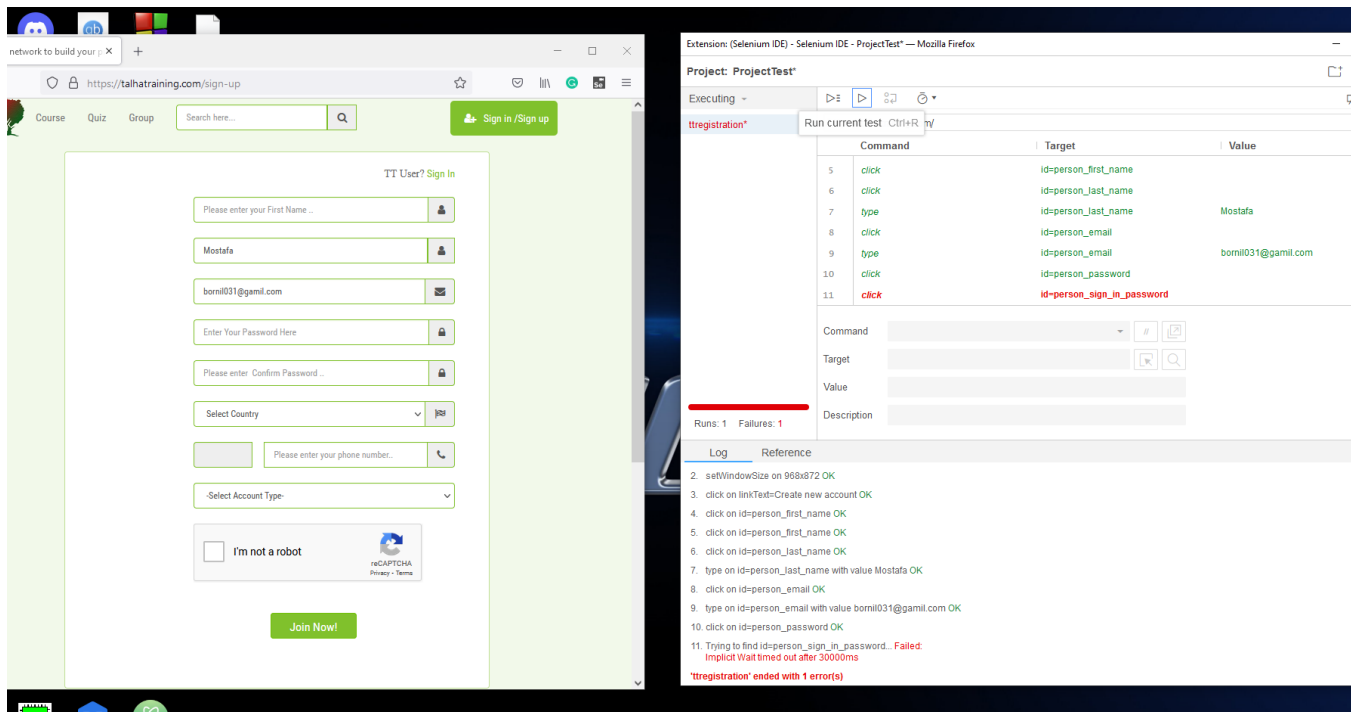 network to build your p
Extension: (Selenium IDE) - Selenium IDE - ProjectTest* — Mozilla Firefox
https://talhatraining.com/sign-up
Course Quiz Group Search here... Sign in /Sign up
TT User? Sign In
Please enter your First Name ..
Mostafa
bornil031@gamil.com
Enter Your Password Here
Please enter Confirm Password ..
Select Country
Please enter your phone number..
-Select Account Type-
I'm not a robot
reCAPTCHA
Privacy - Terms
Join Now!
Project: ProjectTest*
Executing
ttregistration*
Run current test Ctrl+R
m/
Command Target Value
5 click id=person_first_name
6 click id=person_last_name
7 type id=person_last_name Mostafa
8 click id=person_email
9 type id=person_email bornil031@gamil.com
10 click id=person_password
11 click id=person_sign_in_password
Command //
Target
Value
Description
Runs: 1 Failures: 1
Log Reference
2. setWindowSize on 968x872 OK
3. click on linkText=Create new account OK
4. click on id=person_first_name OK
5. click on id=person_first_name OK
6. click on id=person_last_name OK
7. type on id=person_last_name with value Mostafa OK
8. click on id=person_email OK
9. type on id=person_email with value bornil031@gamil.com OK
10. click on id=person_password OK
11. Trying to find id=person_sign_in_password... Failed:
Implicit Wait timed out after 30000ms
'ttregistration' ended with 1 error(s)